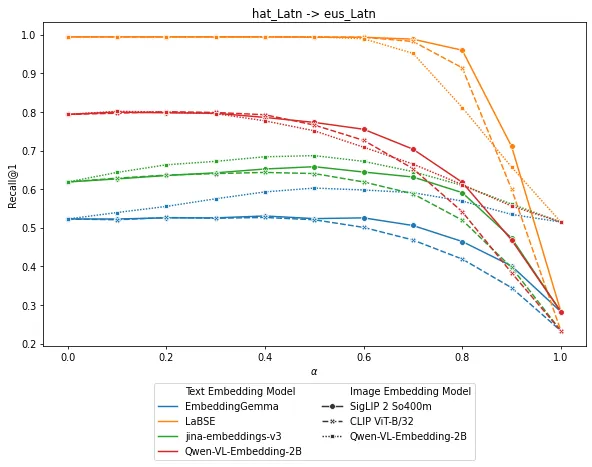 hat_Latn -> eus_Latn
Recall@1
1.0
0.9
0.8
0.7
0.6
0.5
0.4
0.3
0.2
0.0 0.2 0.4 0.6 0.8 1.0
α
Text Embedding Model Image Embedding Model
EmbeddingGemma SigLIP 2 So400m
LaBSE CLIP ViT-B/32
jina-embeddings-v3 Qwen-VL-Embedding-2B
Qwen-VL-Embedding-2B